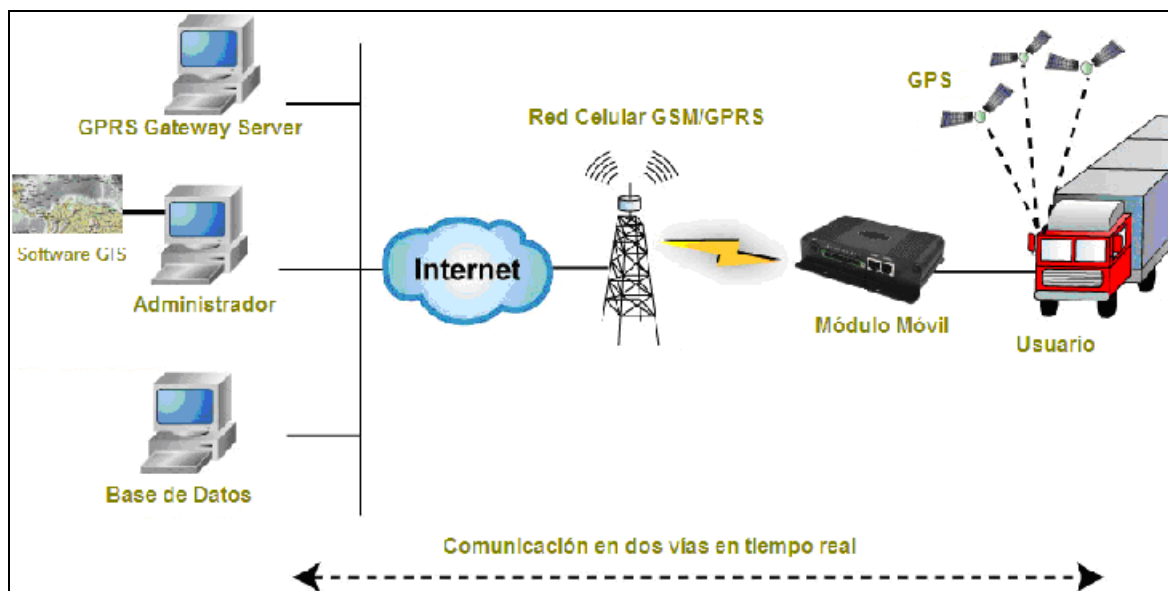 GPRS Gateway Server
Software GIS
Administrador
Base de Datos
Internet
Red Celular GSM/GPRS
GPS
Módulo Móvil
Usuario
Comunicación en dos vías en tiempo real